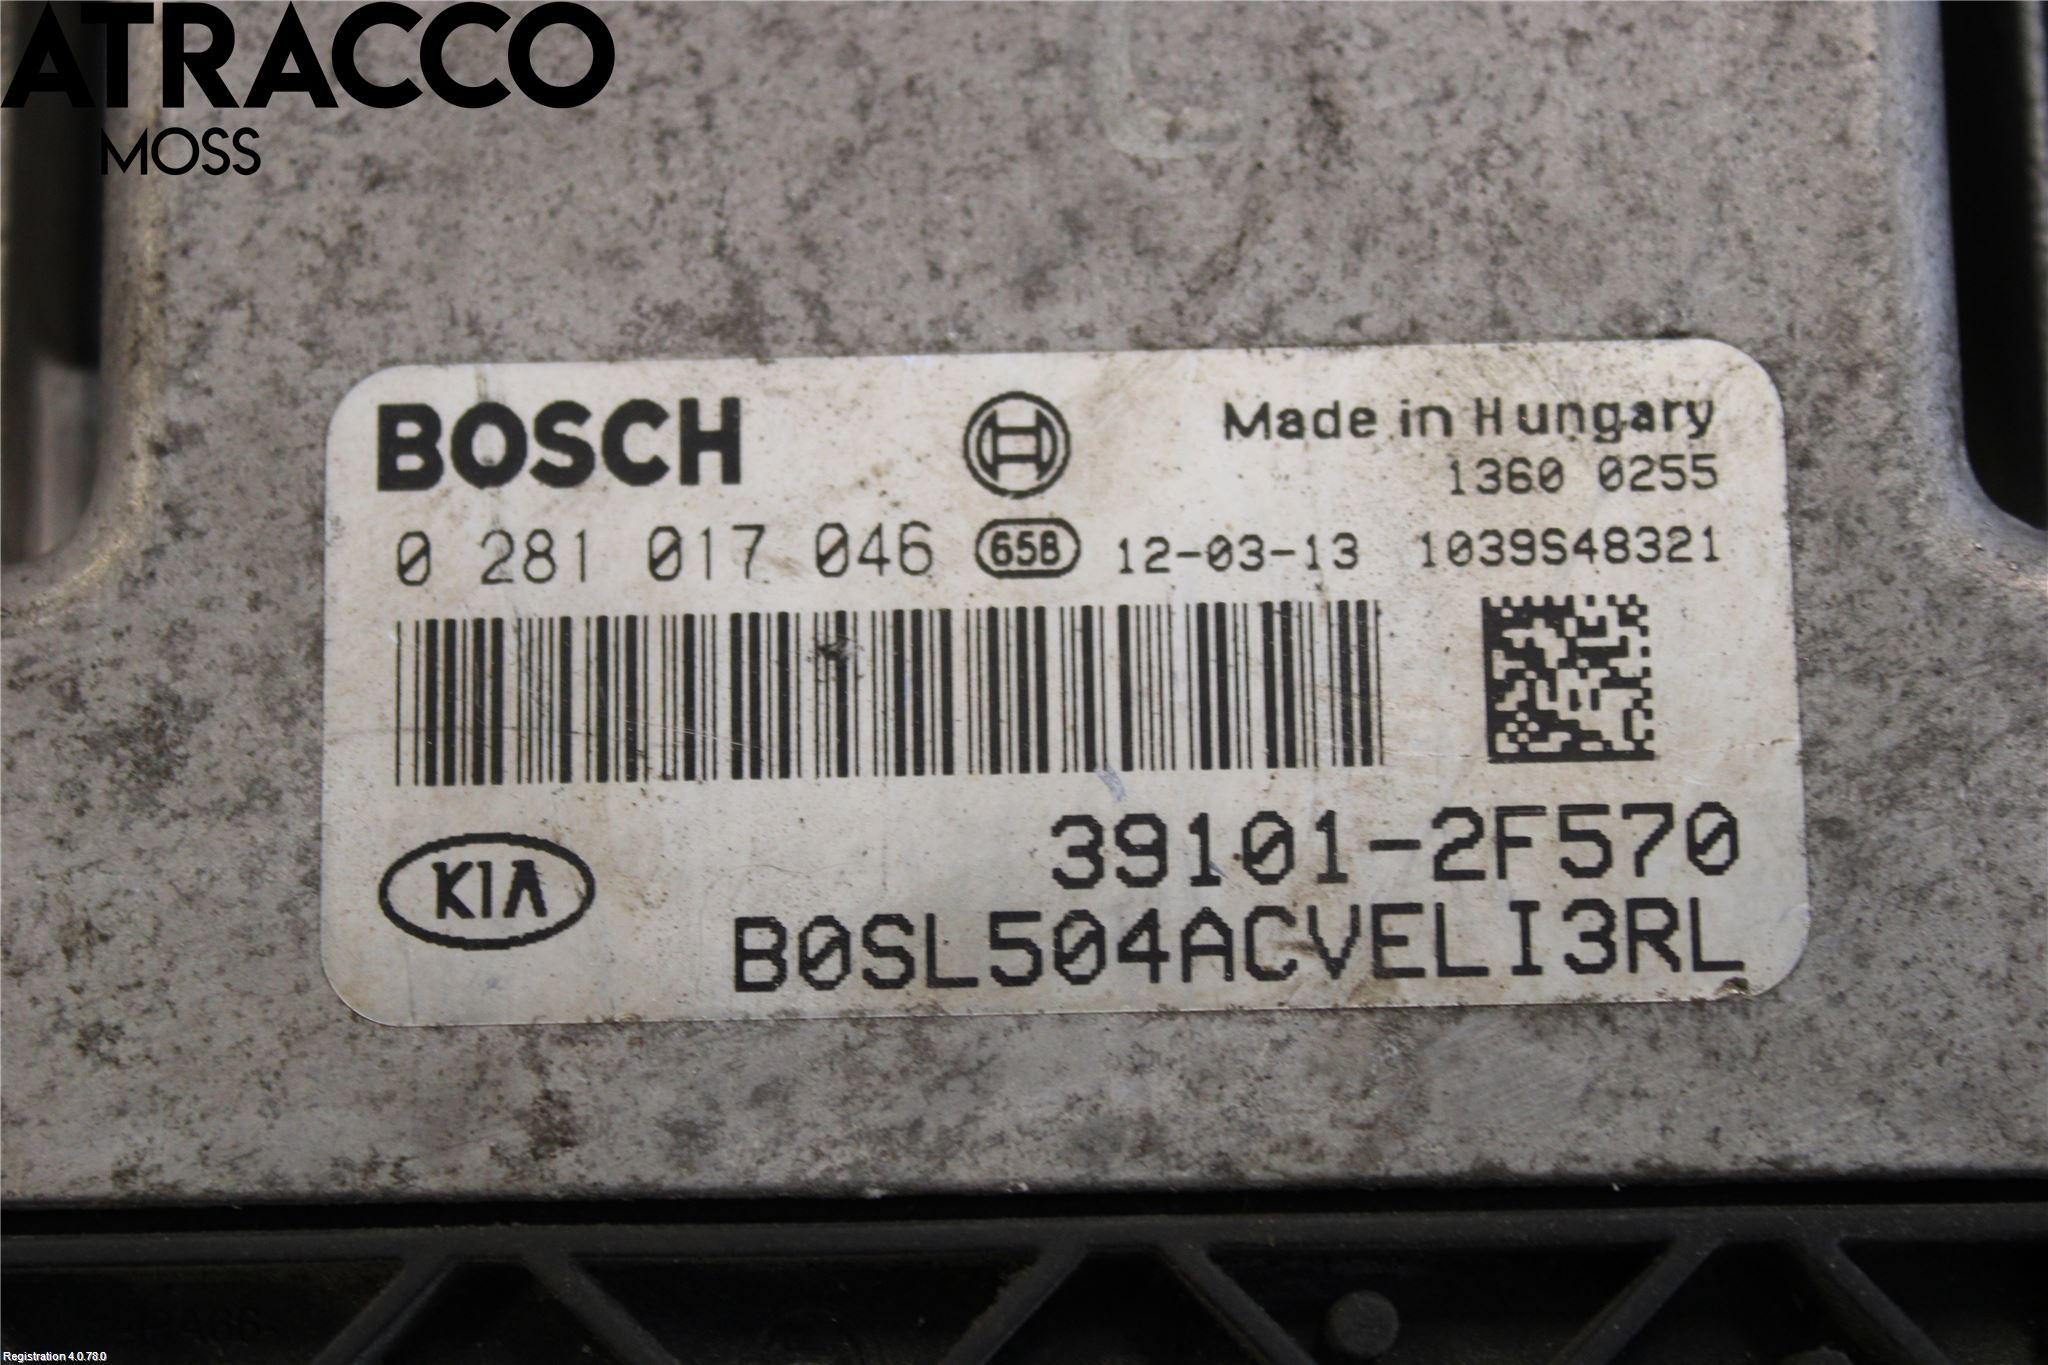 ATRACCO
MOSS
BOSCH
Made in Hungary
1360 0255
0 281 017 046 65B 12-03-13 1039S48321
39101-2F570
KIA
B0SL504ACVELI3RL
Registration 4.0.78.0